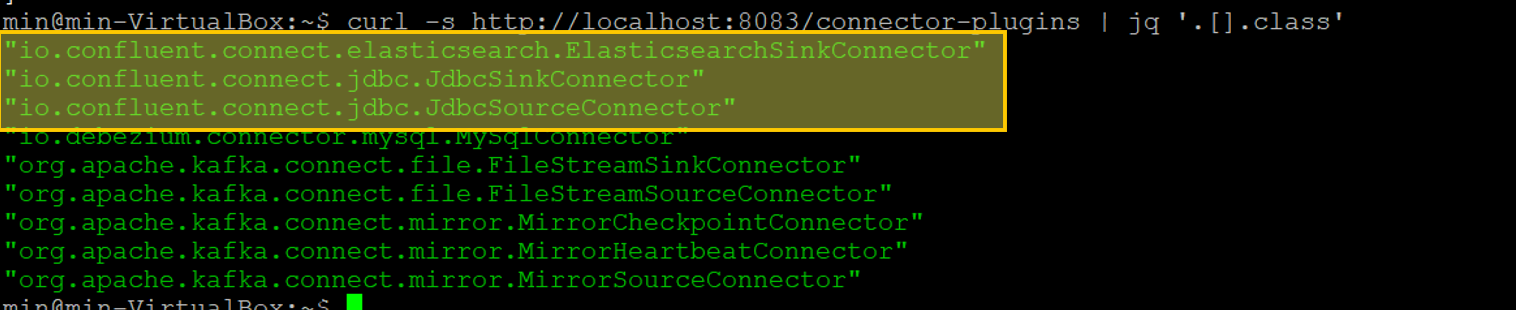 ]
min@min-VirtualBox:~$ curl -s http://localhost:8083/connector-plugins | jq '.[].class'
"io.confluent.connect.elasticsearch.ElasticsearchSinkConnector"
"io.confluent.connect.jdbc.JdbcSinkConnector"
"io.confluent.connect.jdbc.JdbcSourceConnector"
"io.debezium.connector.mysql.MySqlConnector"
"org.apache.kafka.connect.file.FileStreamSinkConnector"
"org.apache.kafka.connect.file.FileStreamSourceConnector"
"org.apache.kafka.connect.mirror.MirrorCheckpointConnector"
"org.apache.kafka.connect.mirror.MirrorHeartbeatConnector"
"org.apache.kafka.connect.mirror.MirrorSourceConnector"
min@min-VirtualBox:~$